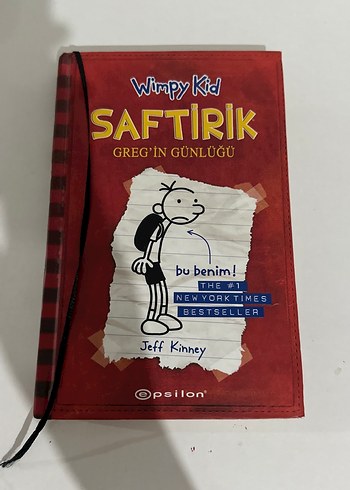 Wimpy Kid
SAFTİRİK
GREG'İN GÜNLÜĞÜ
bu benim!
THE #1
NEW YORK TIMES
BESTSELLER
Jeff Kinney
epsilon